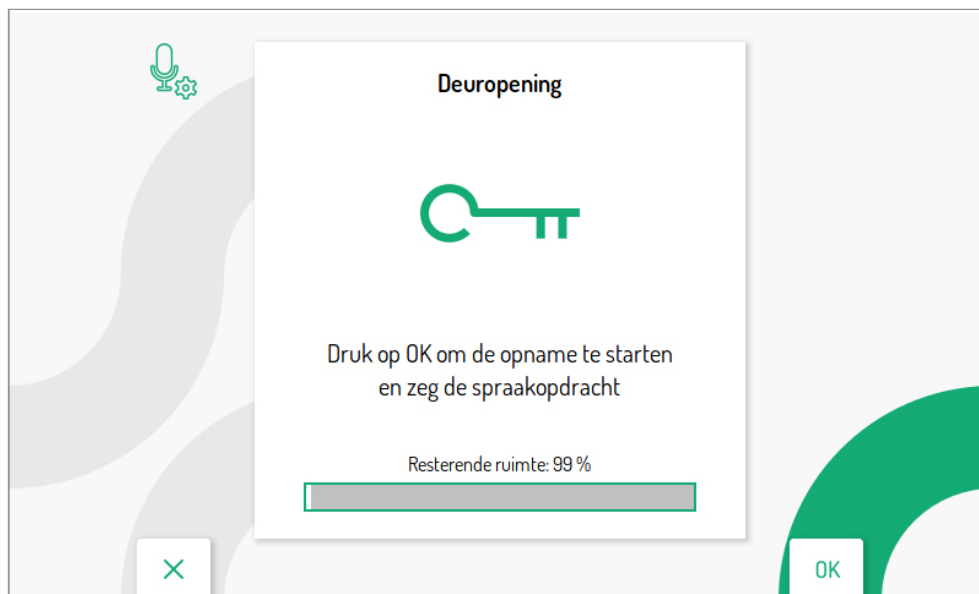 Deuropening
Druk op OK om de opname te starten
en zeg de spraakopdracht
Resterende ruimte: 99 %
OK